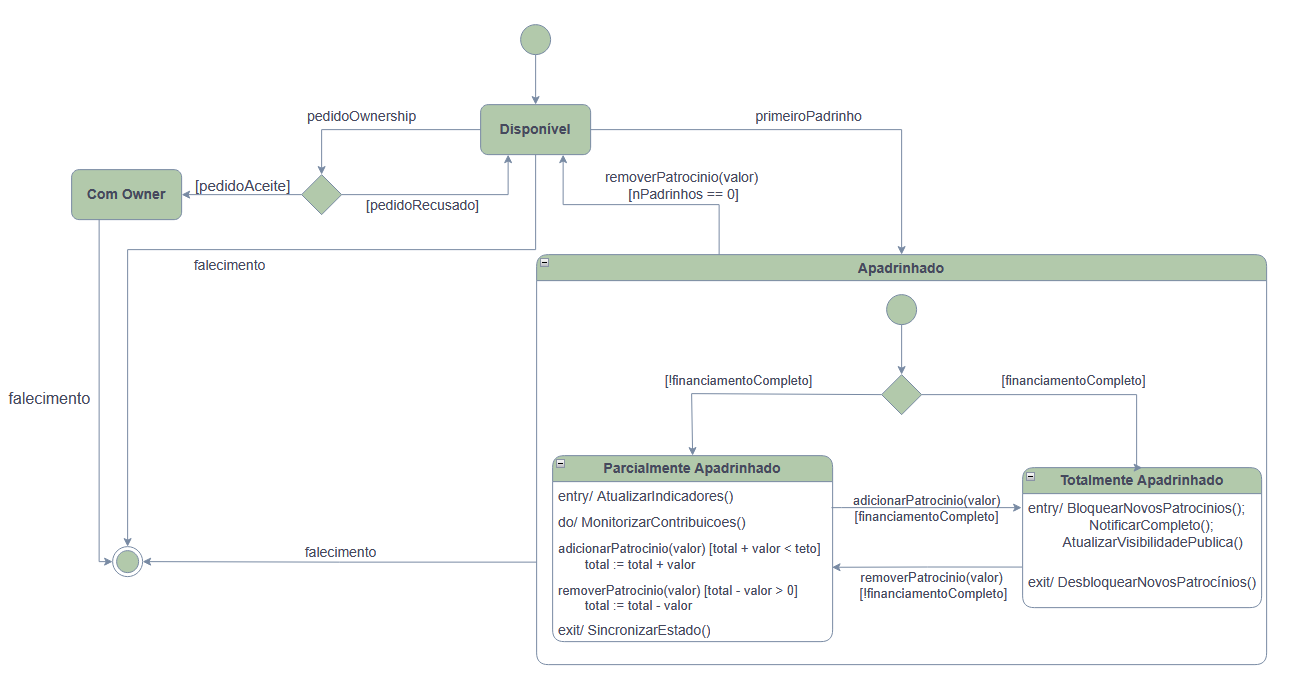 pedidoOwnership
Disponível
primeiroPadrinho
Com Owner
[pedidoAceite]
[pedidoRecusado]
removerPatrocinio(valor)
[nPadrinhos == 0]
falecimento
Apadrinhado
falecimento
[!financiamentoCompleto]
[financiamentoCompleto]
Parcialmente Apadrinhado
entry/ AtualizarIndicadores()
do/ MonitorizarContribuicoes()
adicionarPatrocinio(valor) [total + valor < teto]
total := total + valor
removerPatrocinio(valor) [total - valor > 0]
total := total - valor
exit/ SincronizarEstado()
adicionarPatrocinio(valor)
[financiamentoCompleto]
removerPatrocinio(valor)
[!financiamentoCompleto]
Totalmente Apadrinhado
entry/ BloquearNovosPatrocinios();
NotificarCompleto();
AtualizarVisibilidadePublica()
exit/ DesbloquearNovosPatrocínios()
falecimento